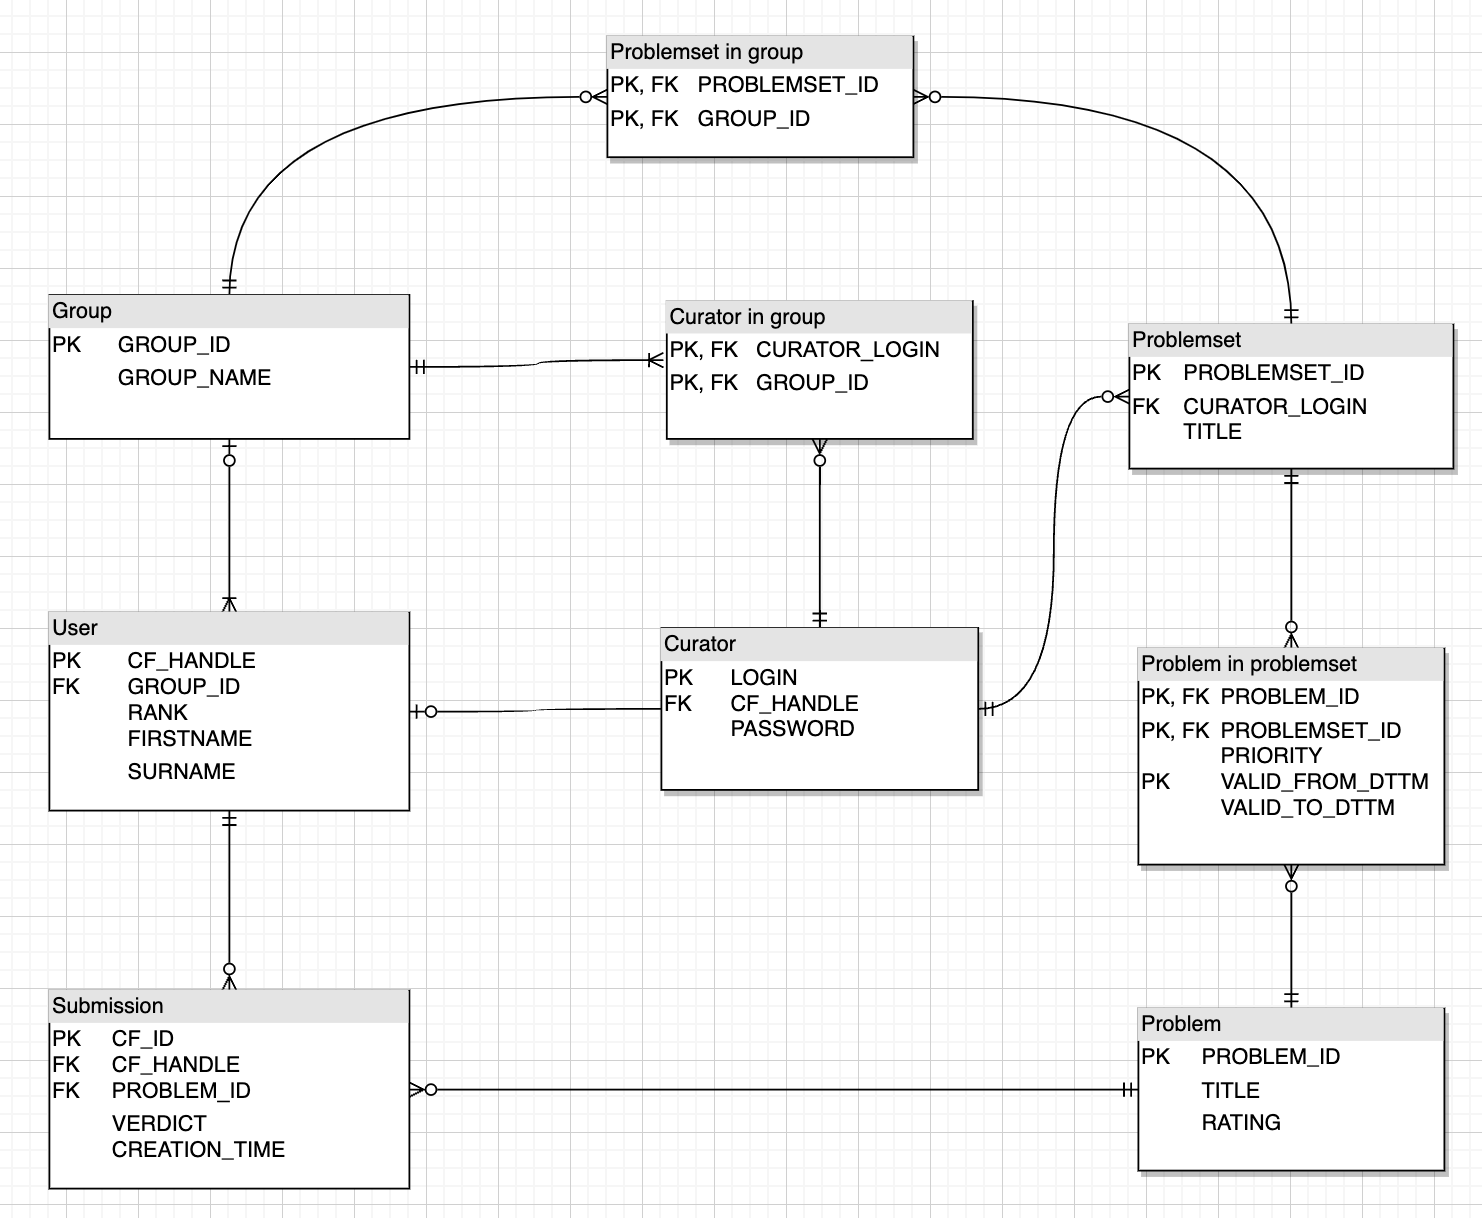 Problemset in group
PK, FK PROBLEMSET_ID
PK, FK GROUP_ID
Group
PK GROUP_ID
GROUP_NAME
Curator in group
PK, FK CURATOR_LOGIN
PK, FK GROUP_ID
Problemset
PK PROBLEMSET_ID
FK CURATOR_LOGIN
TITLE
User
PK CF_HANDLE
FK GROUP_ID
RANK
FIRSTNAME
SURNAME
Curator
PK LOGIN
FK CF_HANDLE
PASSWORD
Problem in problemset
PK, FK PROBLEM_ID
PK, FK PROBLEMSET_ID
PRIORITY
PK VALID_FROM_DTTM
VALID_TO_DTTM
Submission
PK CF_ID
FK CF_HANDLE
FK PROBLEM_ID
VERDICT
CREATION_TIME
Problem
PK PROBLEM_ID
TITLE
RATING